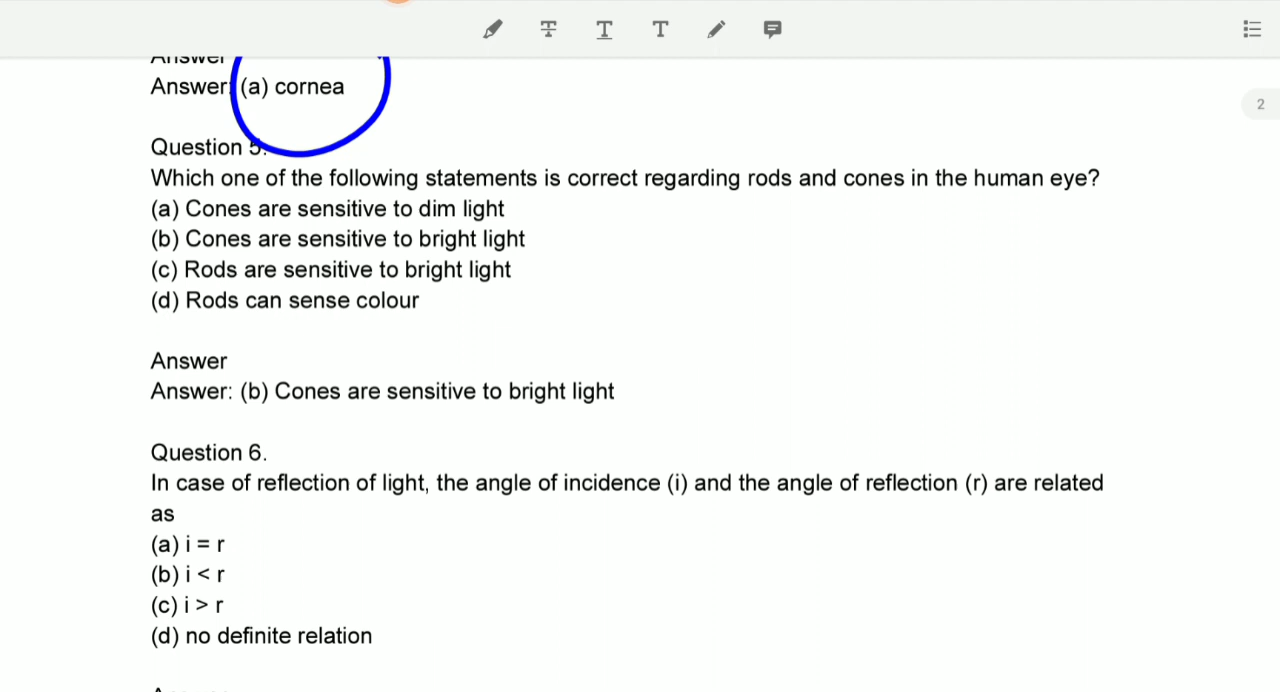 Answer
Answer: (a) cornea
2
Question 5.
Which one of the following statements is correct regarding rods and cones in the human eye?
(a) Cones are sensitive to dim light
(b) Cones are sensitive to bright light
(c) Rods are sensitive to bright light
(d) Rods can sense colour
Answer
Answer: (b) Cones are sensitive to bright light
Question 6.
In case of reflection of light, the angle of incidence (i) and the angle of reflection (r) are related
as
(a) i = r
(b) i < r
(c) i > r
(d) no definite relation